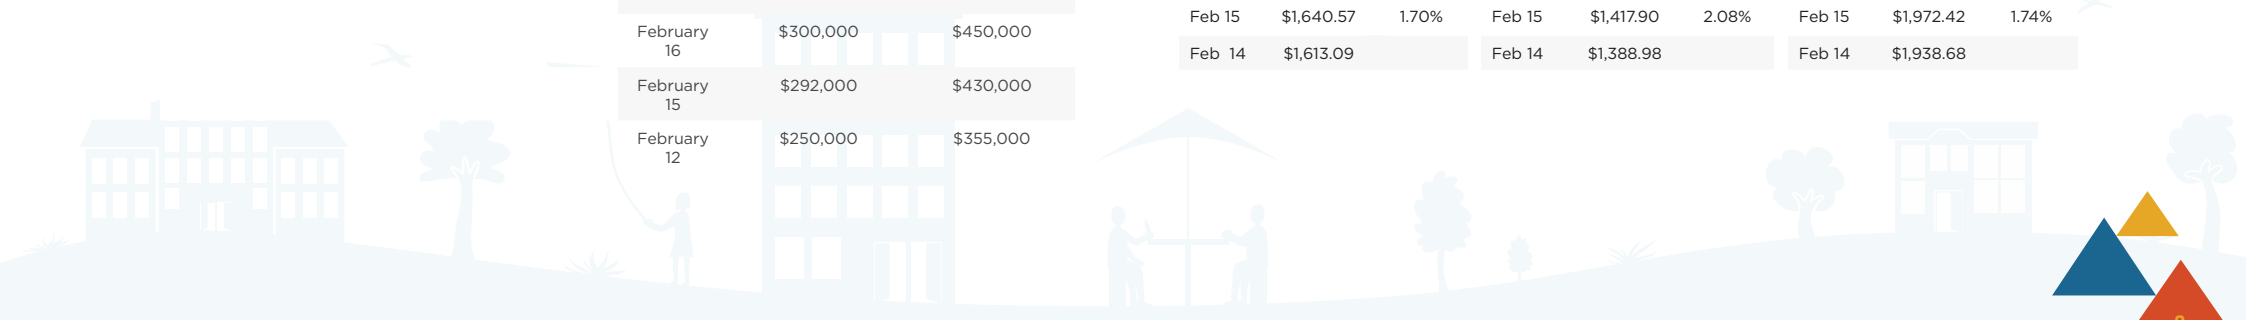 February $300,000 $450,000
16
February $292,000 $430,000
15
February $250,000 $355,000
12
Feb 15 $1,640.57 1.70% Feb 15 $1,417.90 2.08% Feb 15 $1,972.42 1.74%
Feb 14 $1,613.09 Feb 14 $1,388.98 Feb 14 $1,938.68